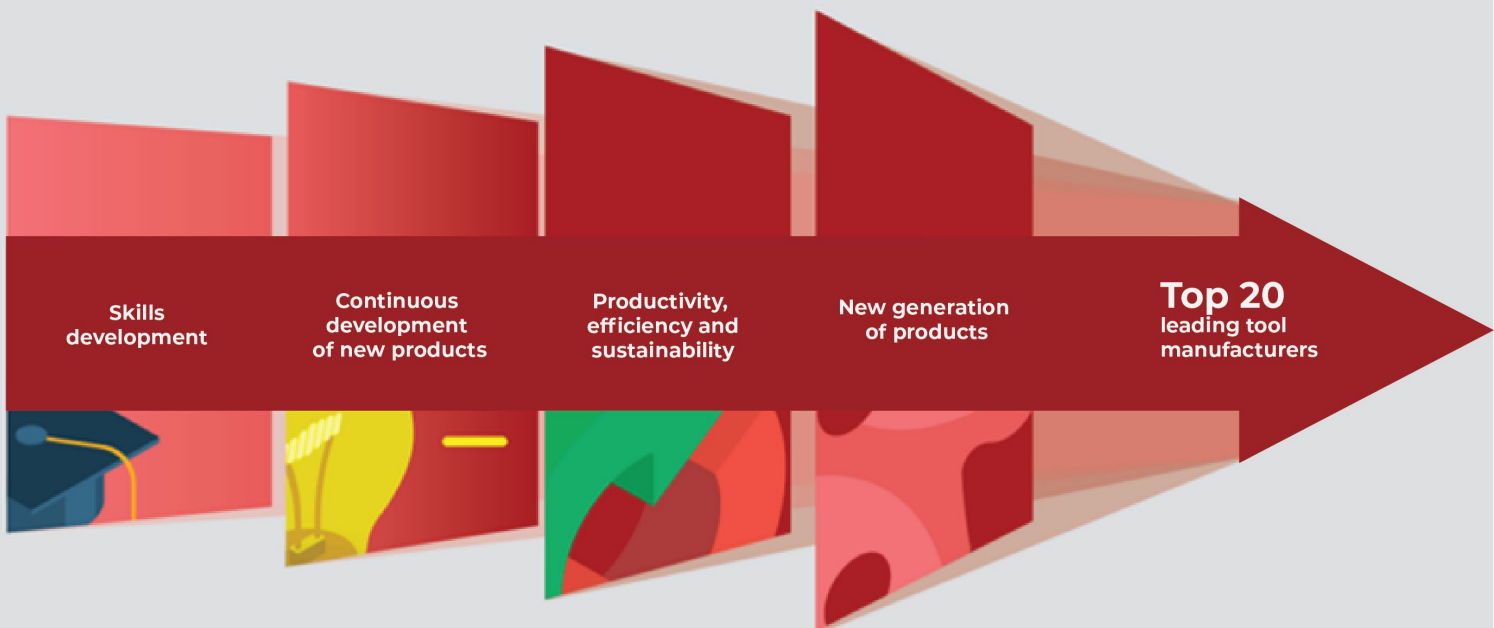 Skills
development
Continuous
development
of new products
Productivity,
efficiency and
sustainability
New generation
of products
Top 20
leading tool
manufacturers